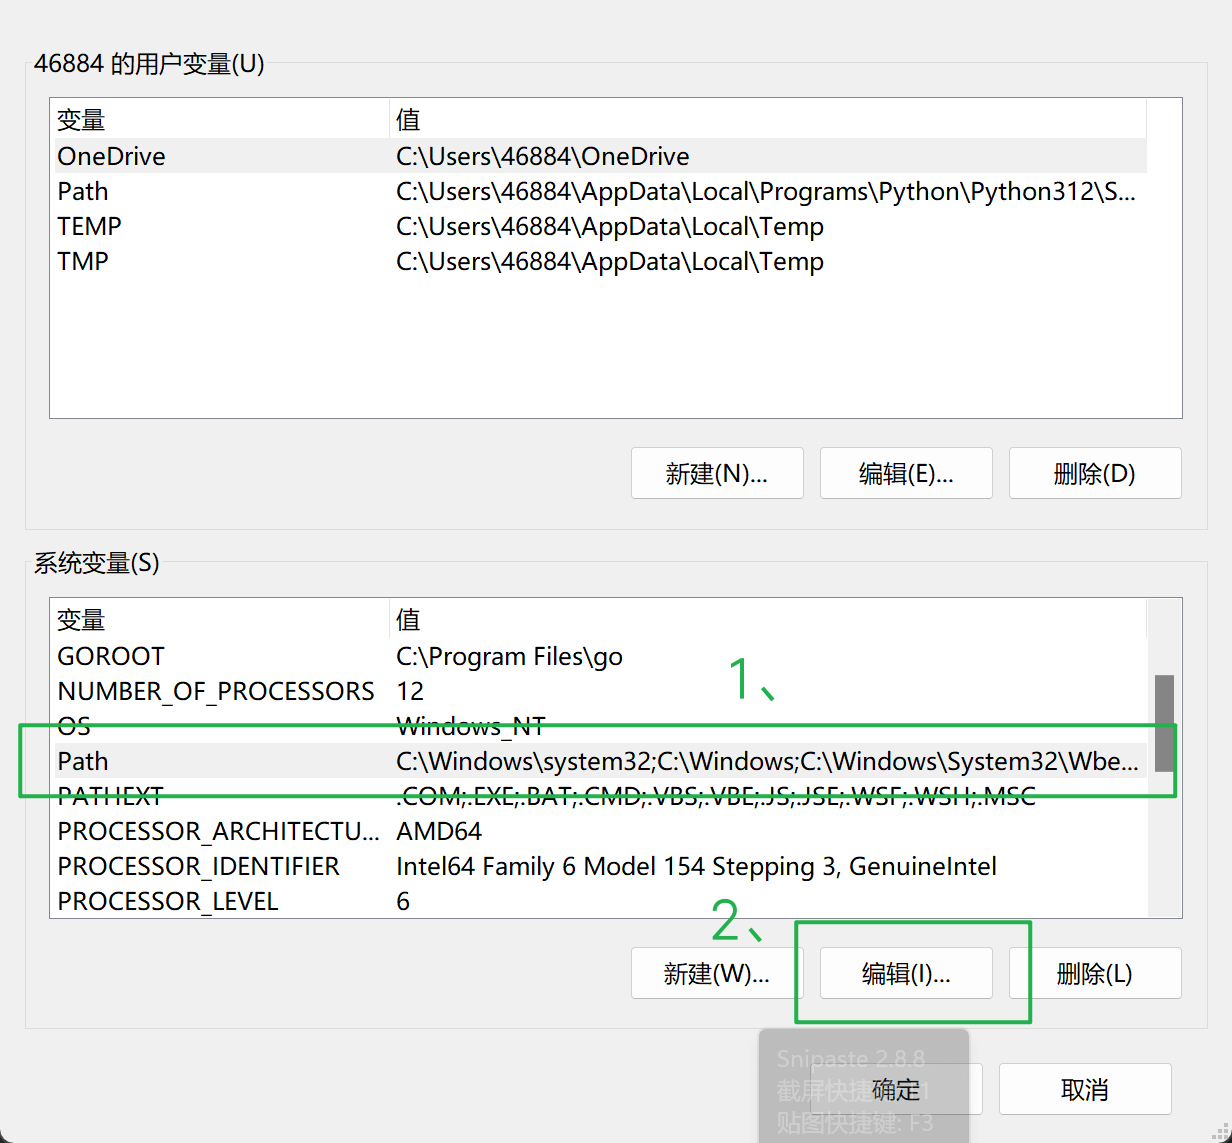 46884 的用户变量(U)
变量 值
OneDrive C:\Users\46884\OneDrive
Path C:\Users\46884\AppData\Local\Programs\Python\Python312\S...
TEMP C:\Users\46884\AppData\Local\Temp
TMP C:\Users\46884\AppData\Local\Temp
新建(N)... 编辑(E)... 删除(D)
系统变量(S)
变量 值
GOROOT C:\Program Files\go
1、
NUMBER_OF_PROCESSORS 12
OS Windows_NT
Path C:\Windows\system32;C:\Windows;C:\Windows\System32\Wbe...
PATHEXT .COM;.EXE;.BAT;.CMD;.VBS;.VBE;.JS;.JSE;.WSF;.WSH;.MSC
PROCESSOR_ARCHITECTU... AMD64
PROCESSOR_IDENTIFIER Intel64 Family 6 Model 154 Stepping 3, GenuineIntel
PROCESSOR_LEVEL 6
2、
新建(W)... 编辑(I)... 删除(L)
Snipaste 2.8.8
截屏快捷
确定 取消
贴图快捷键: F3